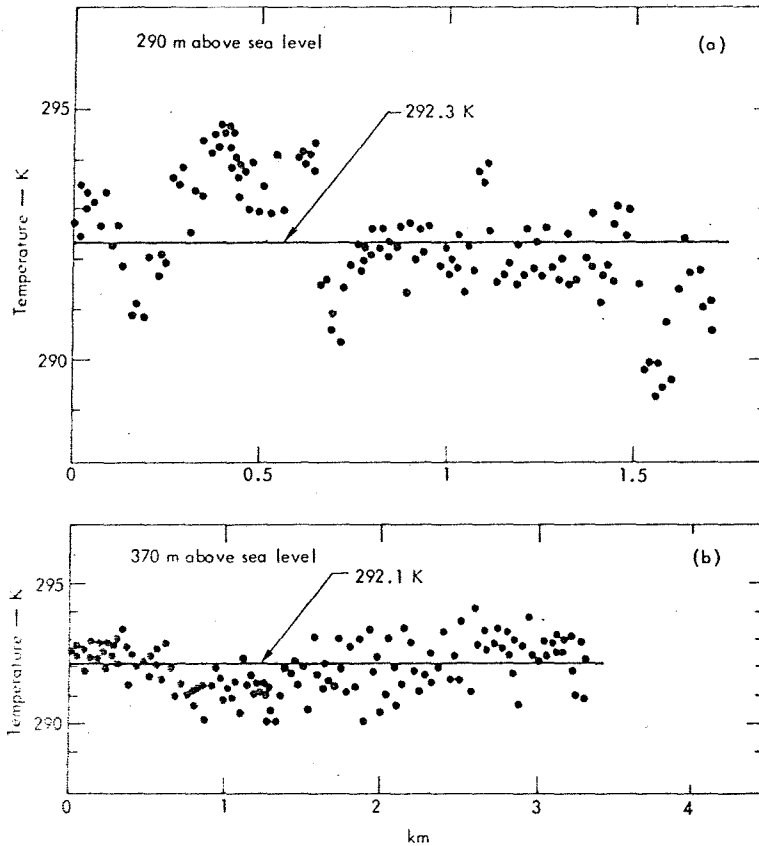 290 m above sea level
(a)
295
292.3 K
Temperature — K
290
0
0.5
1
1.5
370 m above sea level
(b)
292.1 K
295
Temperature — K
290
0
1
2
3
4
km